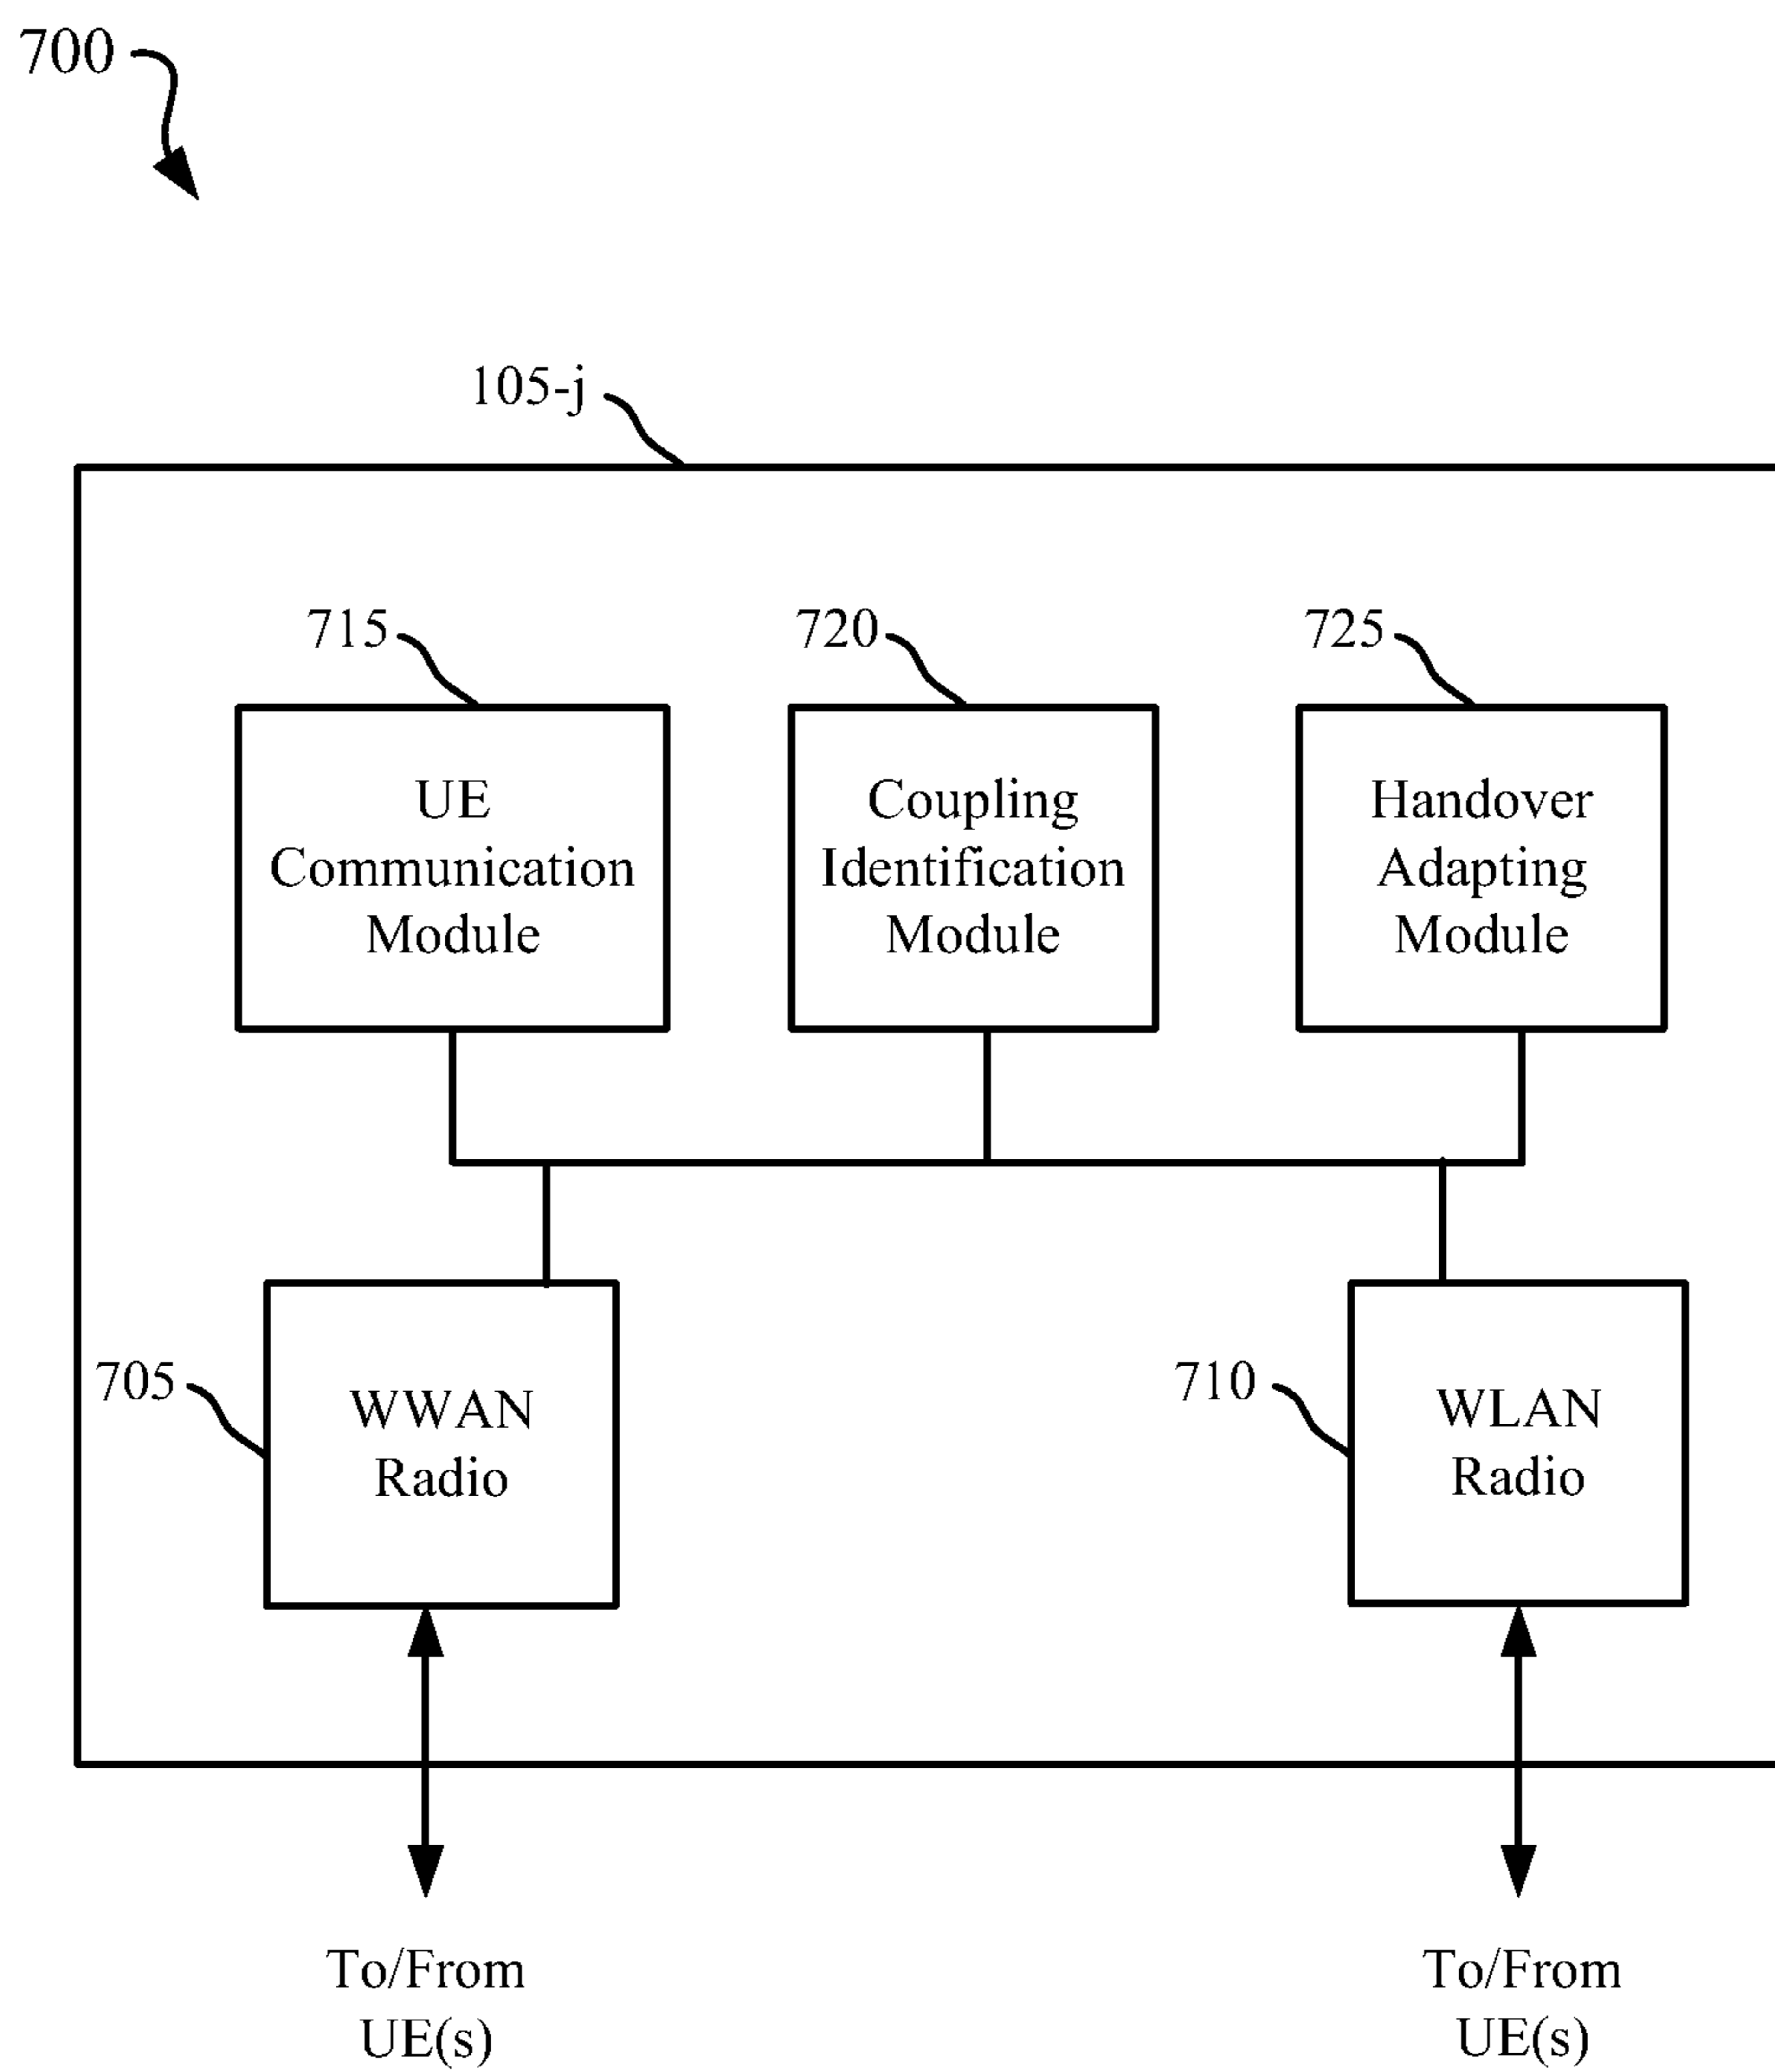 700
105-j
715
720
725
UE
Communication
Module
Coupling
Identification
Module
Handover
Adapting
Module
705
WWAN
Radio
710
WLAN
Radio
To/From
UE(s)
To/From
UE(s)